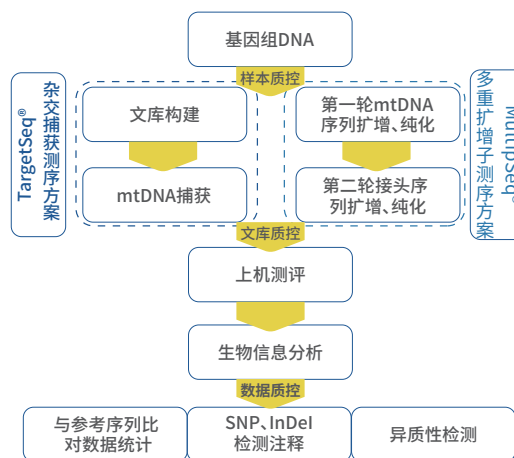 基因组DNA
样本质控
TargetSeq®
杂交捕获测序方案
文库构建
mtDNA捕获
第一轮mtDNA
序列扩增、纯化
第二轮接头序
列扩增、纯化
MultipSeq®
多重扩增子测序方案
文库质控
上机测评
生物信息分析
数据质控
与参考序列比
对数据统计
SNP、InDel
检测注释
异质性检测